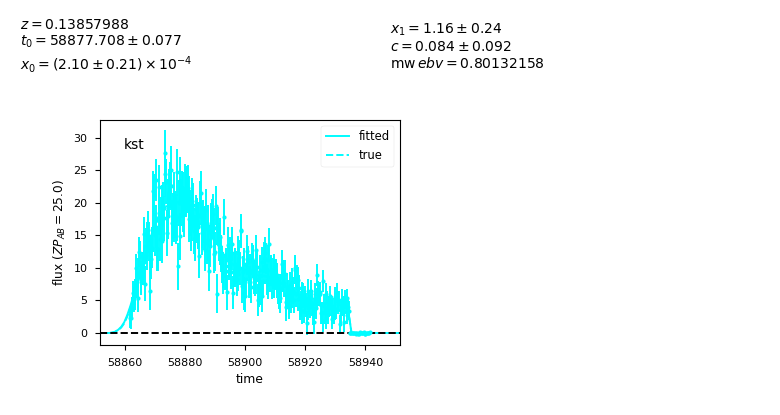 z = 0.13857988
t₀ = 58877.708 ± 0.077
x₀ = (2.10 ± 0.21) × 10⁻⁴
x₁ = 1.16 ± 0.24
c = 0.084 ± 0.092
mw ebv = 0.80132158
kst
fitted
true
flux (ZP_AB = 25.0)
30
25
20
15
10
5
0
58860 58880 58900 58920 58940
time